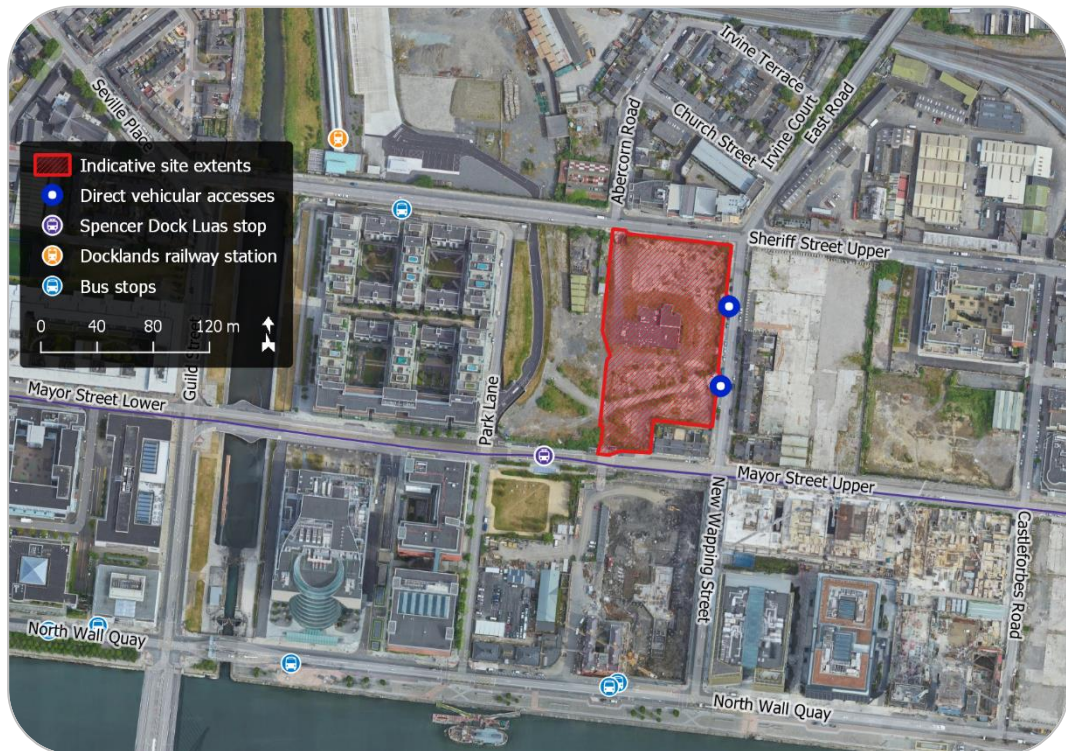 Irvine Terrace
Seville Place
Abercorn Road
Church Street
Irvine Court
East Road
Indicative site extents
Direct vehicular accesses
Spencer Dock Luas stop
Docklands railway station
Bus stops
0 40 80 120 m
Sheriff Street Upper
Guild Street
Mayor Street Lower
Park Lane
Mayor Street Upper
New Wapping Street
Castleforbes Road
North Wall Quay
North Wall Quay